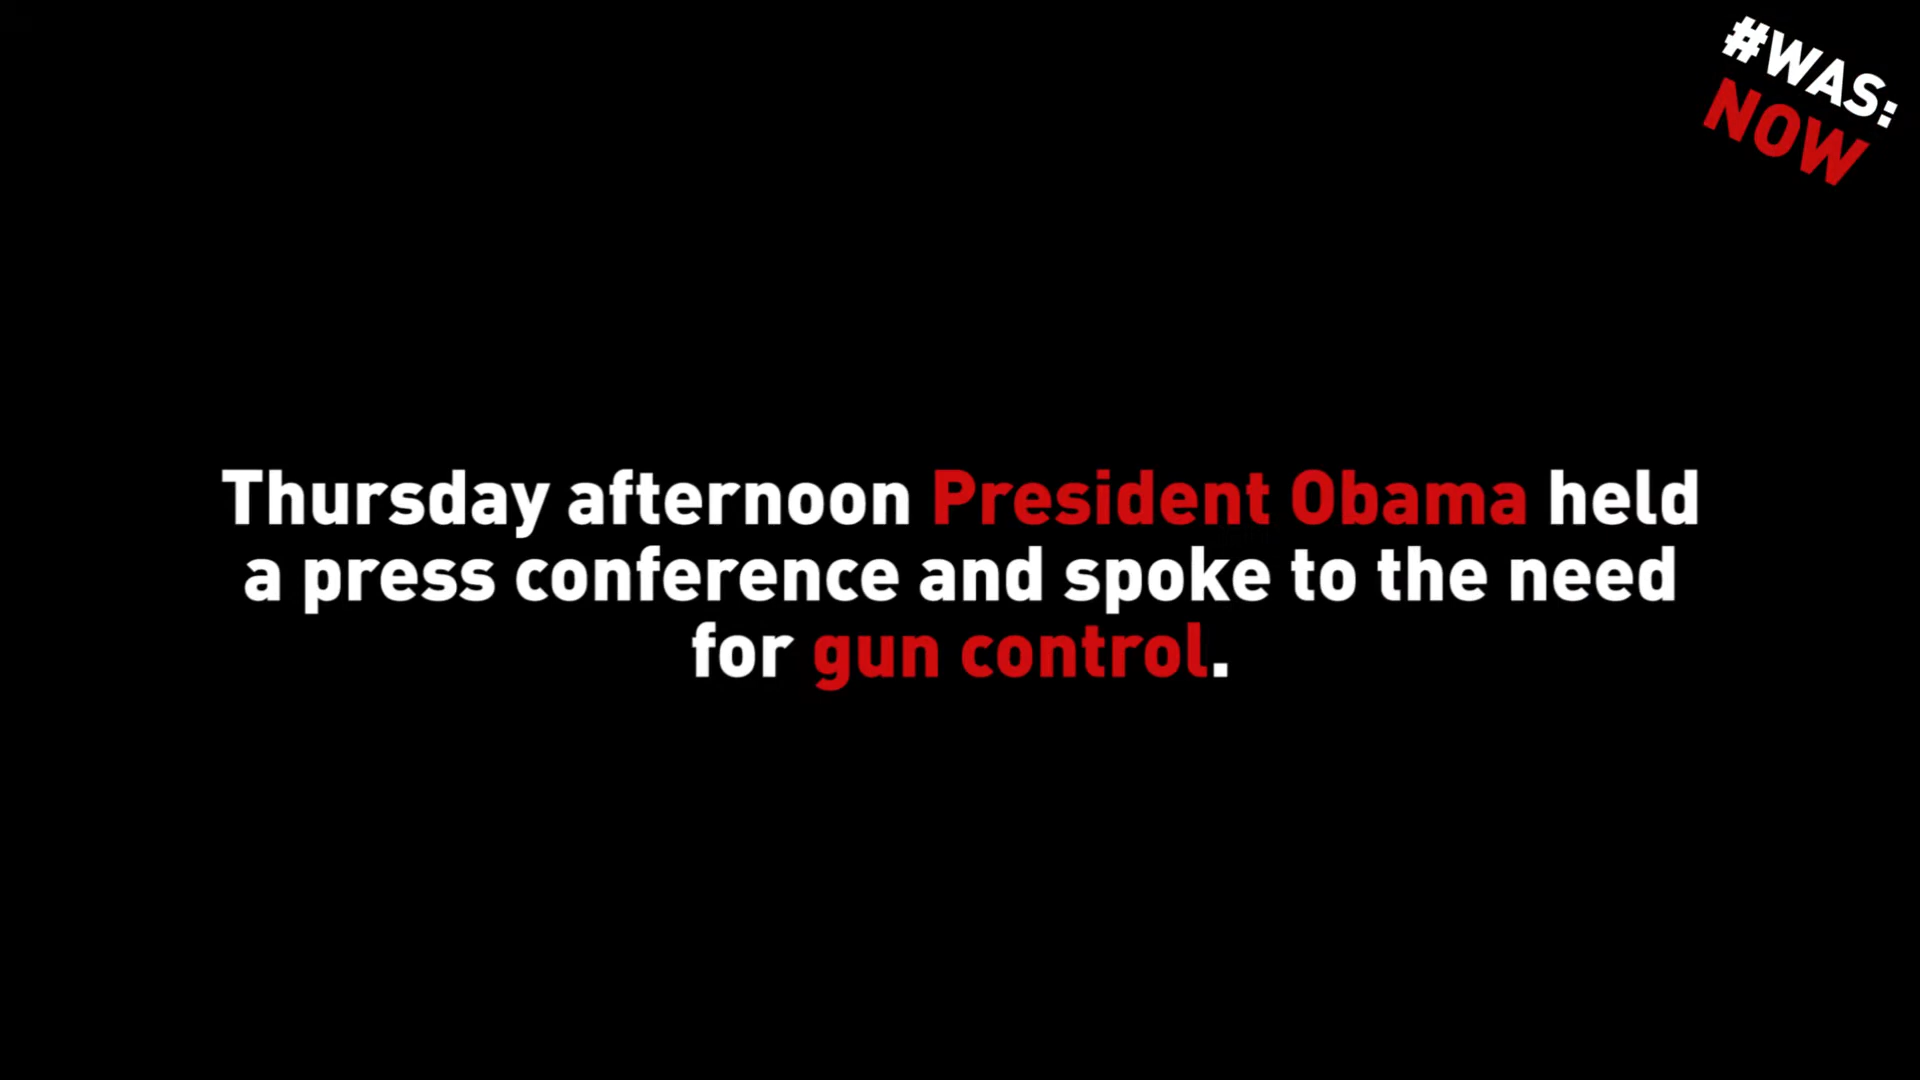 #WAS:
NOW
Thursday afternoon President Obama held
a press conference and spoke to the need
for gun control.